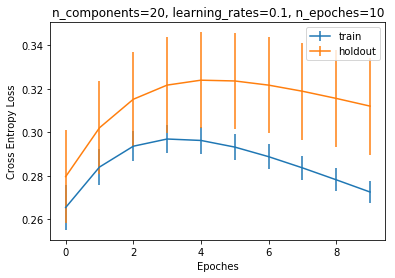 n_components=20, learning_rates=0.1, n_epoches=10
train
holdout
Cross Entropy Loss
0.34
0.32
0.30
0.28
0.26
0 2 4 6 8
Epoches